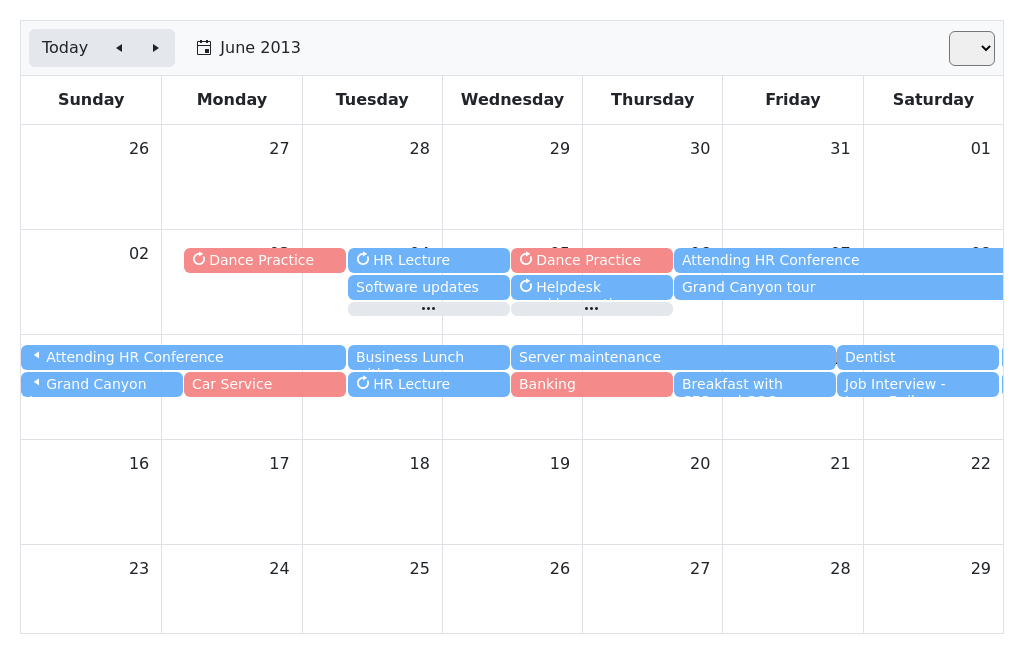 Today June 2013
Sunday Monday Tuesday Wednesday Thursday Friday Saturday
26 27 28 29 30 31 01
02
Dance Practice HR Lecture Dance Practice Attending HR Conference
Software updates Helpdesk Grand Canyon tour
Attending HR Conference Business Lunch Server maintenance Dentist
Grand Canyon Car Service HR Lecture Banking Breakfast with Job Interview -
16 17 18 19 20 21 22
23 24 25 26 27 28 29